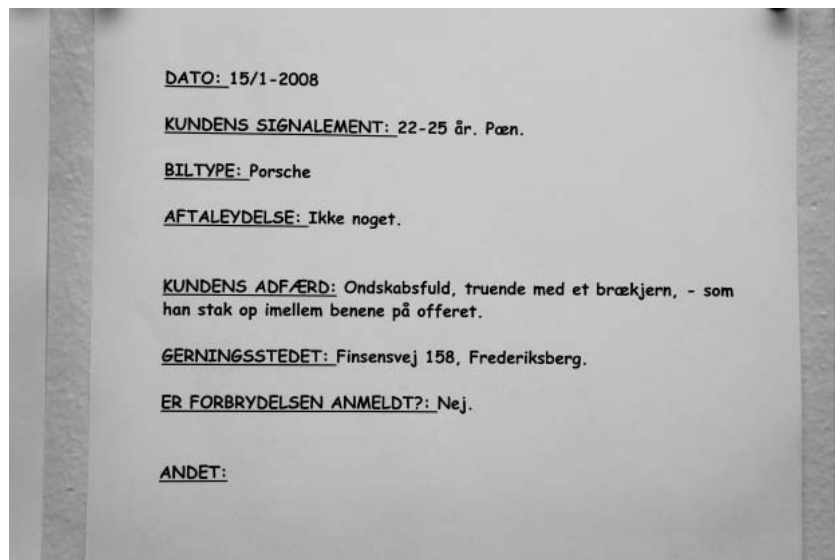 DATO: 15/1-2008
KUNDENS SIGNALEMENT: 22-25 år. Pæn.
BILTYPE: Porsche
AFTALEYDELSE: Ikke noget.
KUNDENS ADFÆRD: Ondskabsfuld, truende med et brækjern, - som
han stak op imellem benene på offeret.
GERNINGSSTEDET: Finsensvej 158, Frederiksberg.
ER FORBRYDELSEN ANMELDT?: Nej.
ANDET: